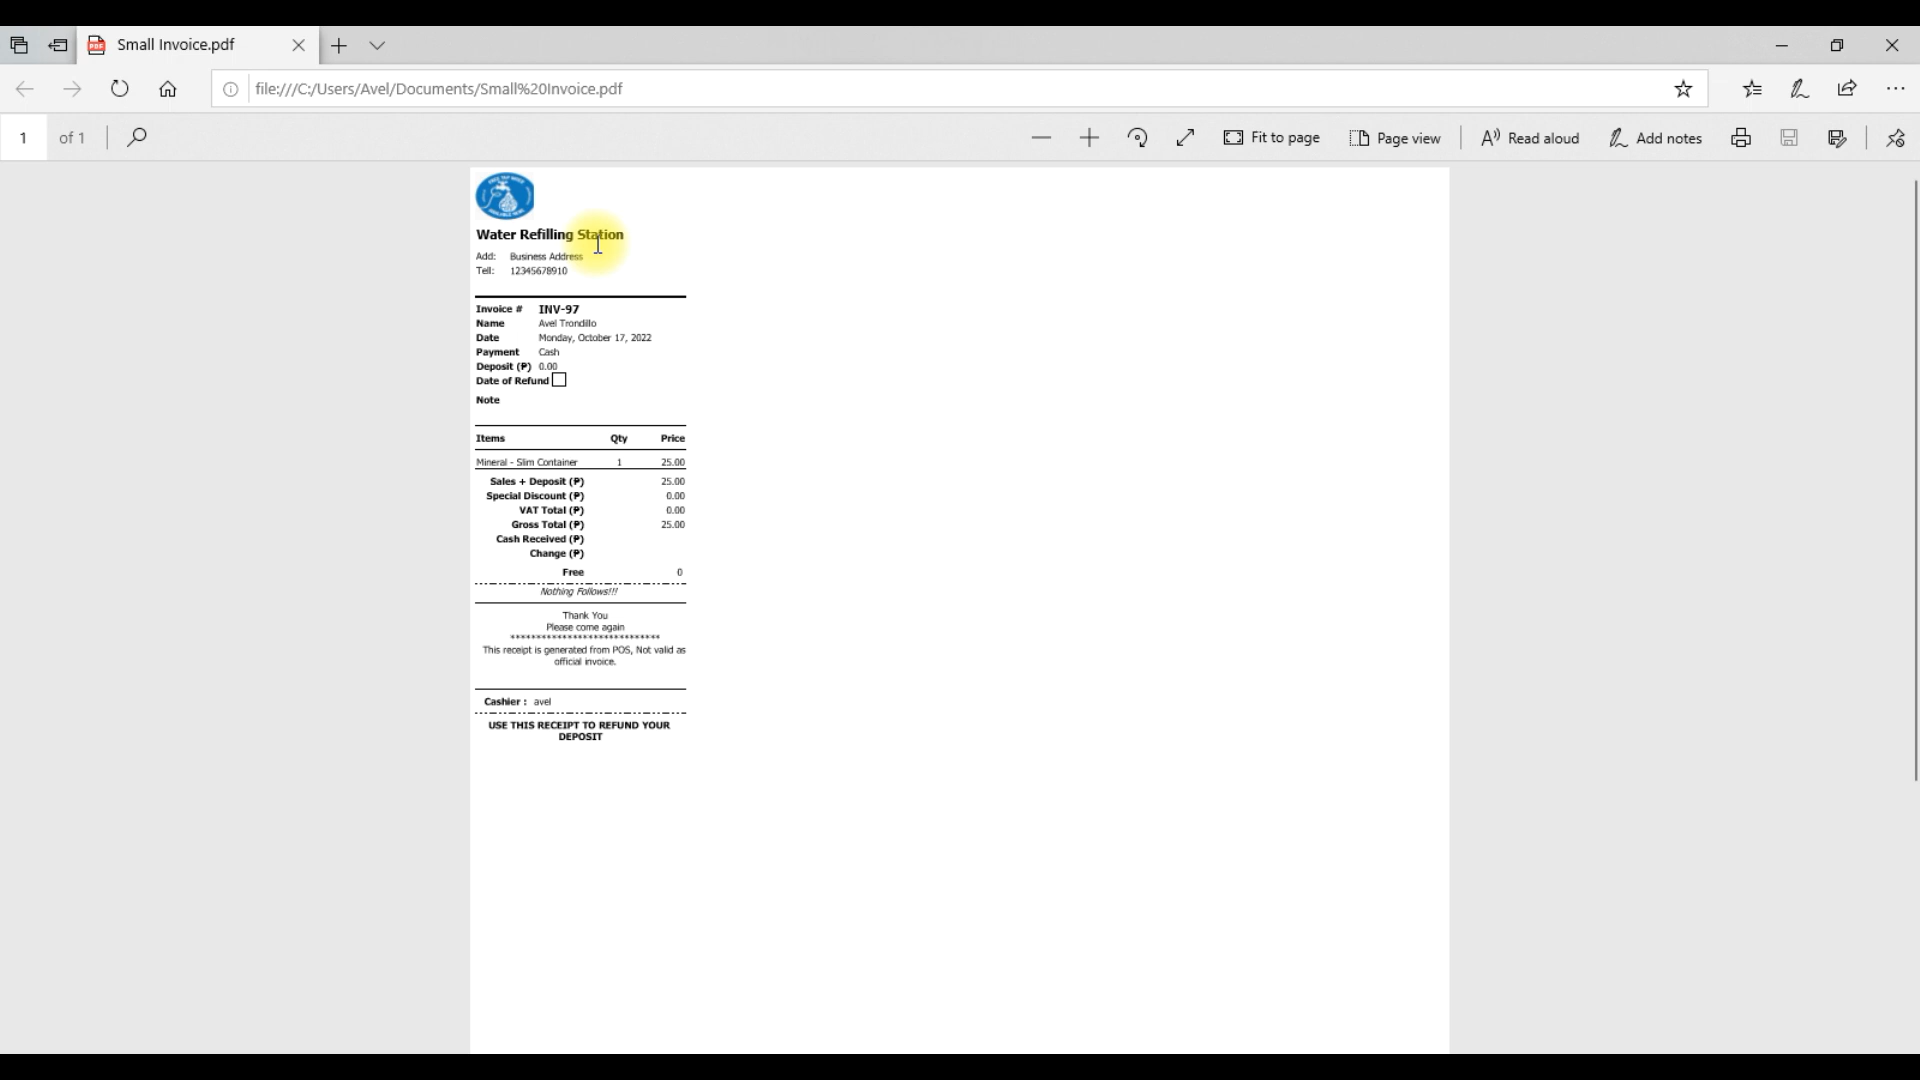 Small Invoice.pdf
file:///C:/Users/Avel/Documents/Small%20Invoice.pdf
1 of 1 Fit to page Page view Read aloud Add notes
Water Refilling Station
Add: Business Address
Tell: 12345678910
Invoice # INV-97
Name Avel Trondillo
Date Monday, October 17, 2022
Payment Cash
Deposit (₱) 0.00
Date of Refund
Note
Items Qty Price
Mineral - Slim Container 1 25.00
Sales + Deposit (₱) 25.00
Special Discount (₱) 0.00
VAT Total (₱) 0.00
Gross Total (₱) 25.00
Cash Received (₱)
Change (₱)
Free 0
Nothing Follows!!!
Thank You
Please come again
*****************************
This receipt is generated from POS, Not valid as
official invoice.
Cashier : avel
USE THIS RECEIPT TO REFUND YOUR
DEPOSIT